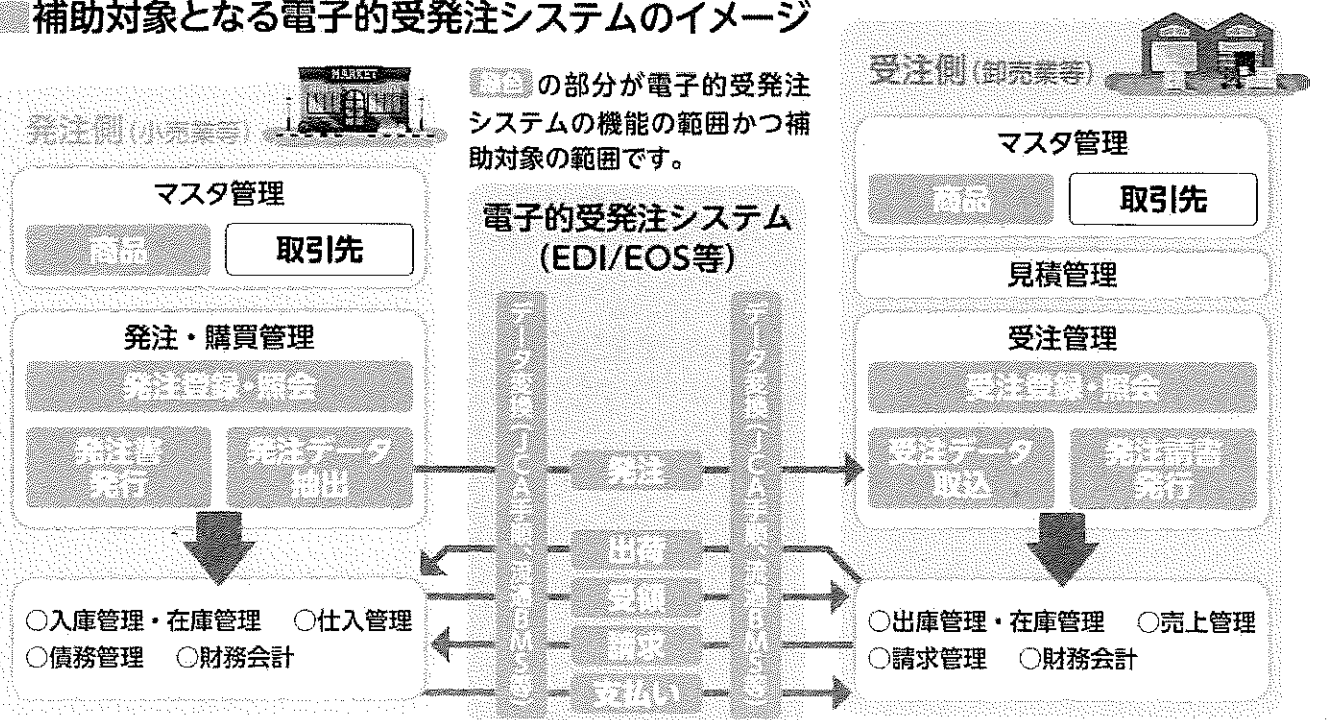 補助対象となる電子的受発注システムのイメージ
発注側(小売業等)
MARKET
マスタ管理
商品
取引先
発注・購買管理
発注登録・照会
発注書
発行
発注データ
抽出
○入庫管理・在庫管理 ○仕入管理
○債務管理 ○財務会計
の部分が電子的受発注
システムの機能の範囲かつ補
助対象の範囲です。
電子的受発注システム
(EDI/EOS等)
データ変換(JCA手順、流通BMS等)
発注
出荷
受領
請求
支払い
データ変換(JCA手順、流通BMS等)
受注側(卸売業等)
マスタ管理
商品
取引先
見積管理
受注管理
受注登録・照会
受注データ
取込
発注請書
発行
○出庫管理・在庫管理 ○売上管理
○請求管理 ○財務会計